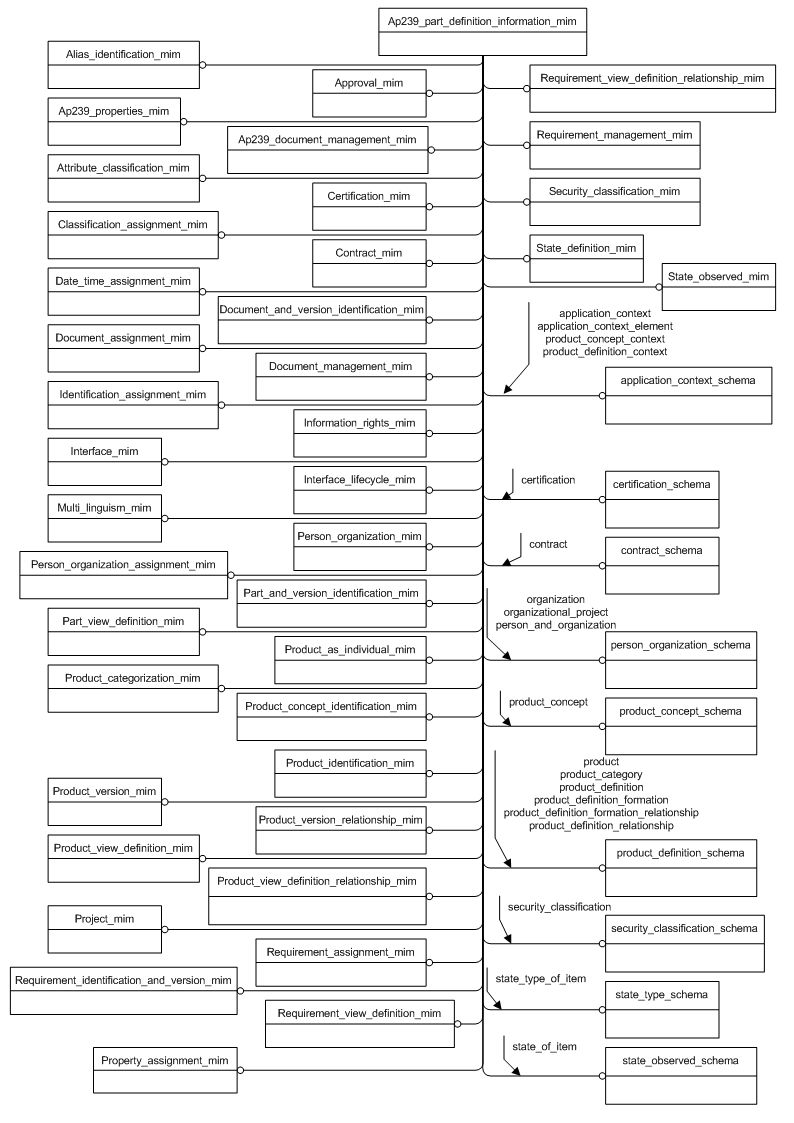 Ap239_part_definition_information_mim
Alias_identification_mim
Approval_mim
Requirement_view_definition_relationship_mim
Ap239_properties_mim
Ap239_document_management_mim
Requirement_management_mim
Attribute_classification_mim
Certification_mim
Security_classification_mim
Classification_assignment_mim
Contract_mim
State_definition_mim
Date_time_assignment_mim
State_observed_mim
Document_and_version_identification_mim
application_context
application_context_element
product_concept_context
product_definition_context
Document_assignment_mim
Document_management_mim
application_context_schema
Identification_assignment_mim
Information_rights_mim
Interface_mim
Interface_lifecycle_mim
certification
certification_schema
Multi_linguism_mim
Person_organization_mim
contract
contract_schema
Person_organization_assignment_mim
Part_and_version_identification_mim
organization
organizational_project
person_and_organization
Part_view_definition_mim
Product_as_individual_mim
person_organization_schema
Product_categorization_mim
Product_concept_identification_mim
product_concept
product_concept_schema
Product_identification_mim
product
product_category
product_definition
product_definition_formation
product_definition_formation_relationship
product_definition_relationship
Product_version_mim
Product_version_relationship_mim
Product_view_definition_mim
product_definition_schema
Product_view_definition_relationship_mim
security_classification
Project_mim
security_classification_schema
Requirement_assignment_mim
Requirement_identification_and_version_mim
state_type_of_item
state_type_schema
Requirement_view_definition_mim
state_of_item
Property_assignment_mim
state_observed_schema